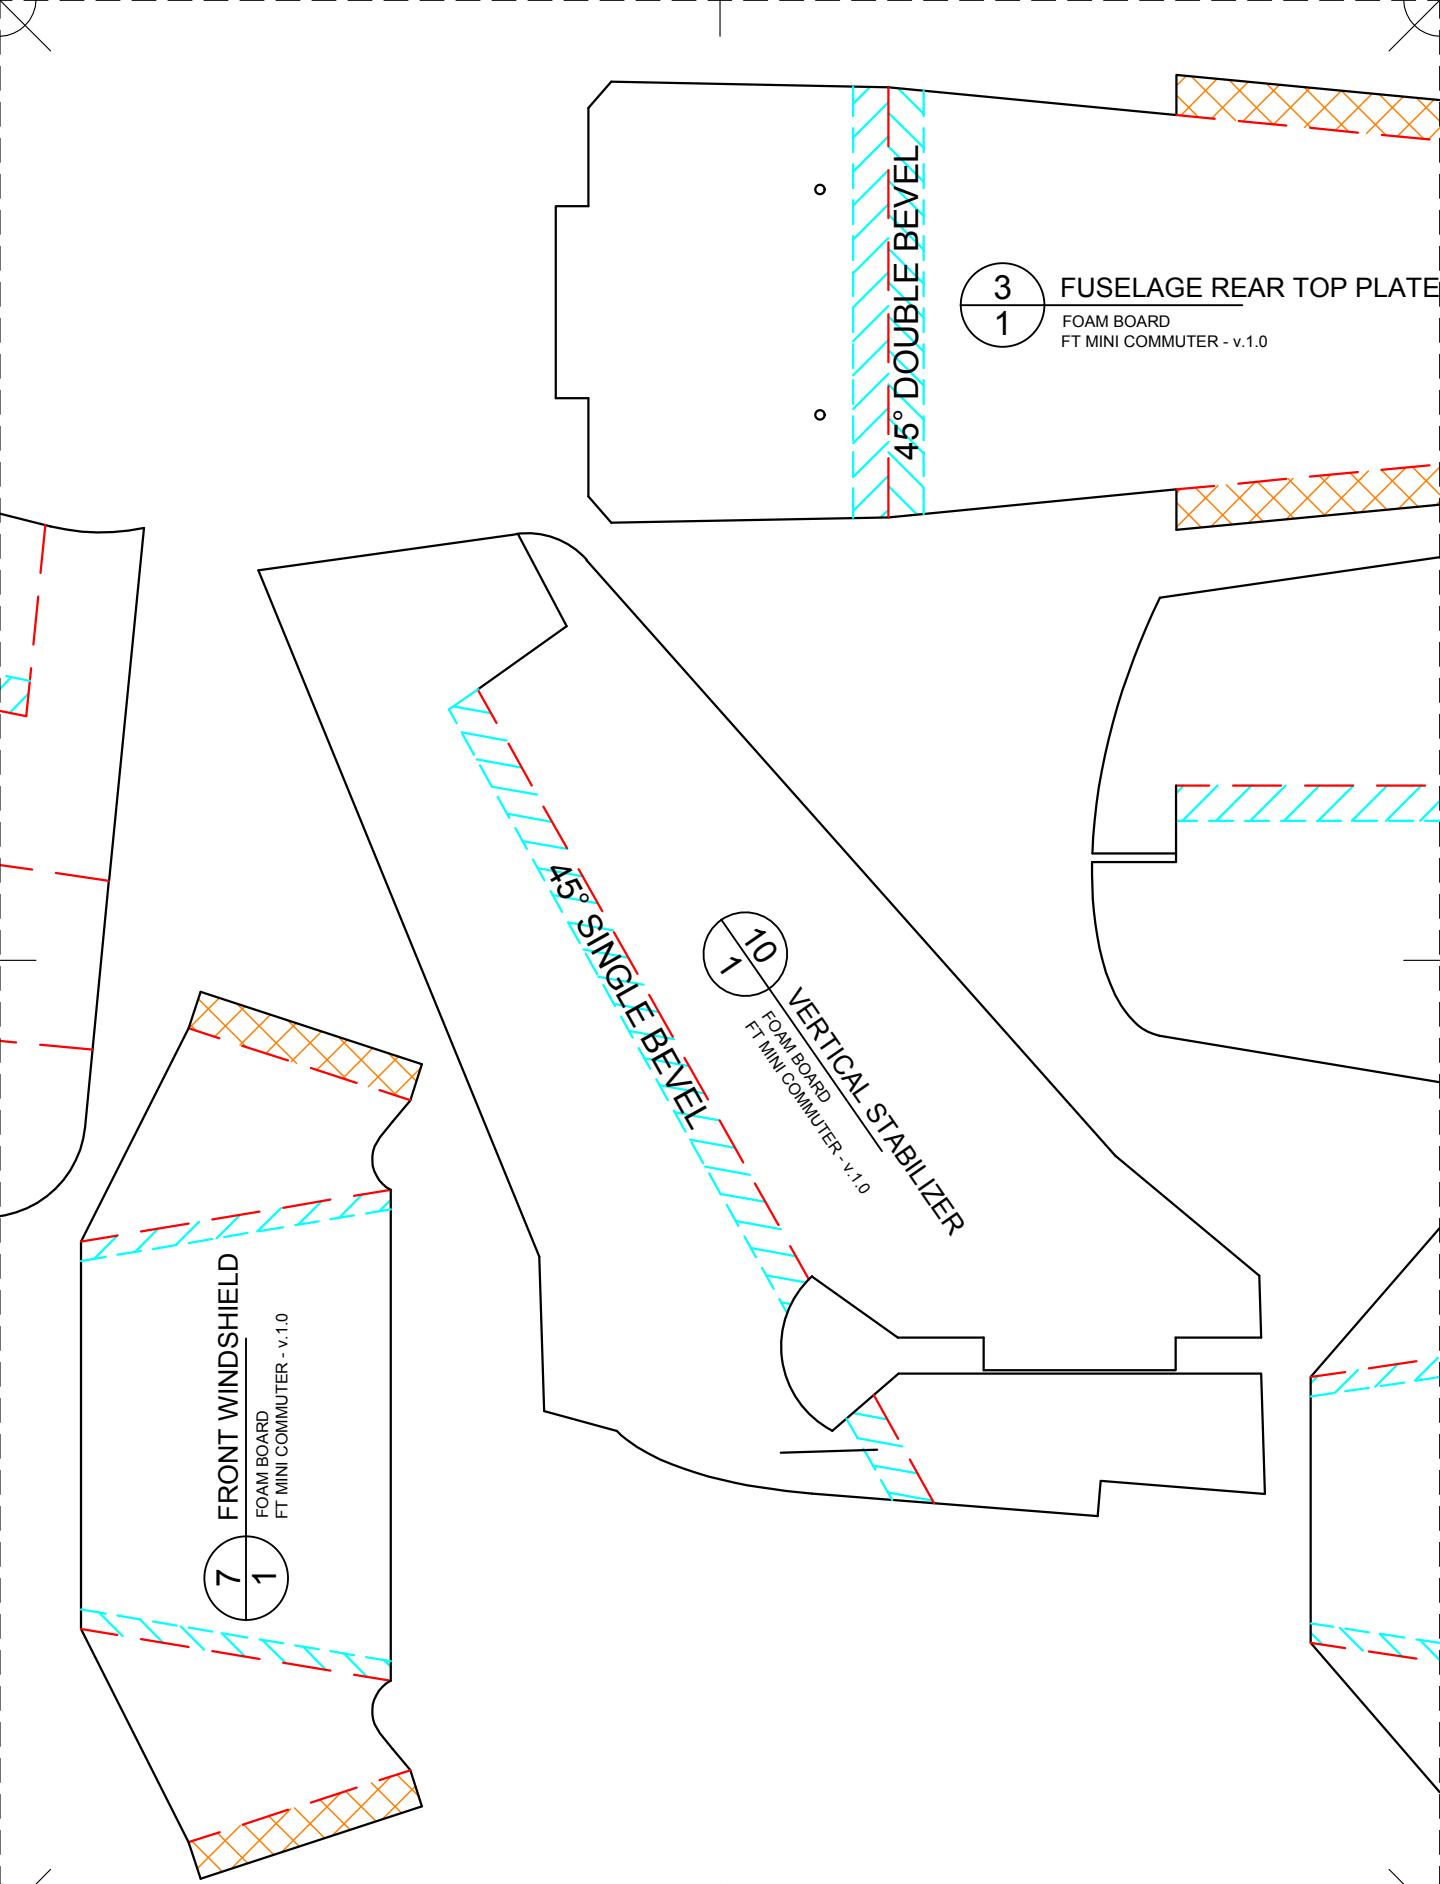 45° DOUBLE BEVEL
3
1
FUSELAGE REAR TOP PLATE
FOAM BOARD
FT MINI COMMUTER - v.1.0
45° SINGLE BEVEL
10
1
VERTICAL STABILIZER
FOAM BOARD
FT MINI COMMUTER - v.1.0
7
1
FRONT WINDSHIELD
FOAM BOARD
FT MINI COMMUTER - v.1.0